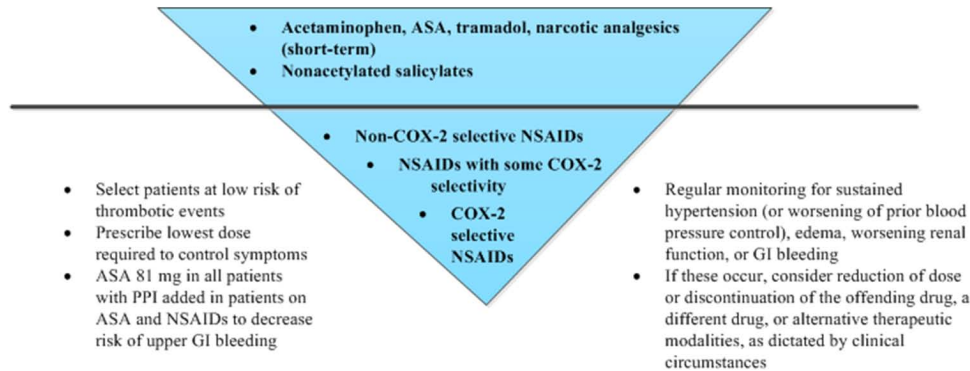 • Acetaminophen, ASA, tramadol, narcotic analgesics
(short-term)
• Nonacetylated salicylates
• Non-COX-2 selective NSAIDs
• NSAIDs with some COX-2
selectivity
• COX-2
selective
NSAIDs
• Select patients at low risk of
thrombotic events
• Prescribe lowest dose
required to control symptoms
• ASA 81 mg in all patients
with PPI added in patients on
ASA and NSAIDs to decrease
risk of upper GI bleeding
• Regular monitoring for sustained
hypertension (or worsening of prior blood
pressure control), edema, worsening renal
function, or GI bleeding
• If these occur, consider reduction of dose
or discontinuation of the offending drug, a
different drug, or alternative therapeutic
modalities, as dictated by clinical
circumstances